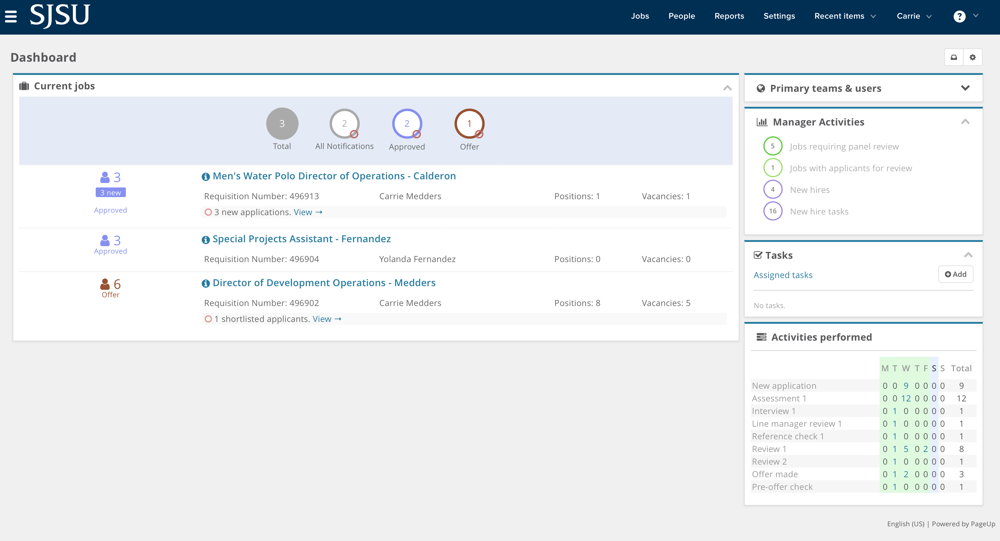 SJSU
Jobs People Reports Settings Recent items Carrie ?
Dashboard
Current jobs
3 2 2 1
Total All Notifications Approved Offer
3
3 new
Approved
Men's Water Polo Director of Operations - Calderon
Requisition Number: 496913 Carrie Medders Positions: 1 Vacancies: 1
3 new applications. View →
3
Approved
Special Projects Assistant - Fernandez
Requisition Number: 496904 Yolanda Fernandez Positions: 0 Vacancies: 0
6
Offer
Director of Development Operations - Medders
Requisition Number: 496902 Carrie Medders Positions: 8 Vacancies: 5
1 shortlisted applicants. View →
Primary teams & users
Manager Activities
5 Jobs requiring panel review
1 Jobs with applicants for review
4 New hires
16 New hire tasks
Tasks
Assigned tasks Add
No tasks.
Activities performed
M T W T F S S Total
New application 0 0 9 0 0 0 0 9
Assessment 1 0 0 12 0 0 0 0 12
Interview 1 0 1 0 0 0 0 0 1
Line manager review 1 0 1 0 0 0 0 0 1
Reference check 1 0 1 0 0 0 0 0 1
Review 1 0 1 5 0 2 0 0 8
Review 2 0 1 0 0 0 0 0 1
Offer made 0 1 2 0 0 0 0 3
Pre-offer check 0 1 0 0 0 0 0 1
English (US) | Powered by PageUp